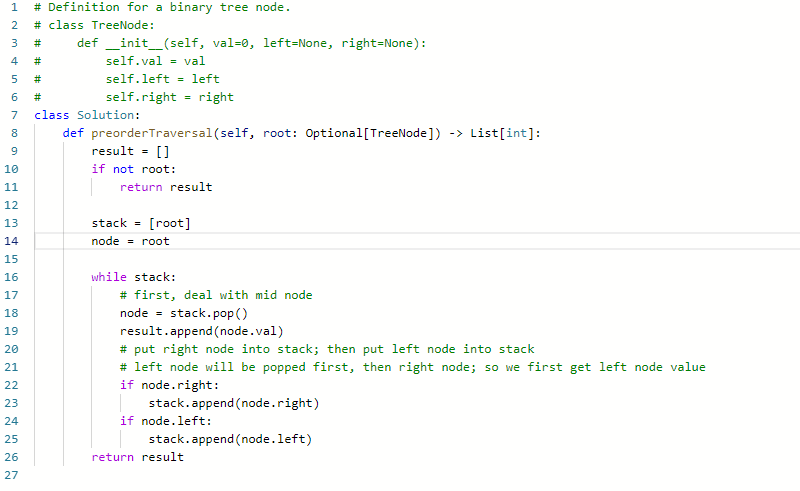 1 # Definition for a binary tree node.
2 # class TreeNode:
3 #     def __init__(self, val=0, left=None, right=None):
4 #         self.val = val
5 #         self.left = left
6 #         self.right = right
7 class Solution:
8     def preorderTraversal(self, root: Optional[TreeNode]) -> List[int]:
9         result = []
10         if not root:
11             return result
12
13         stack = [root]
14         node = root
15
16         while stack:
17             # first, deal with mid node
18             node = stack.pop()
19             result.append(node.val)
20             # put right node into stack; then put left node into stack
21             # left node will be popped first, then right node; so we first get left node value
22             if node.right:
23                 stack.append(node.right)
24             if node.left:
25                 stack.append(node.left)
26         return result
27